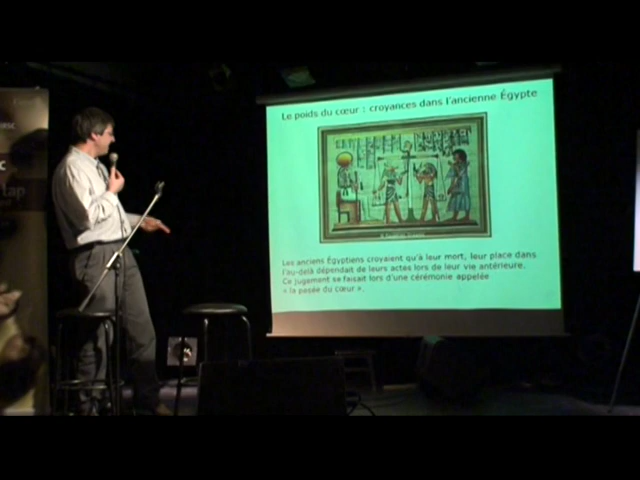 Le poids du cœur : croyances dans l'ancienne Égypte
Les anciens Égyptiens croyaient qu'à leur mort, leur place dans
l'au-delà dépendait de leurs actes lors de leur vie antérieure.
Ce jugement se faisait lors d'une cérémonie appelée
« la pesée du cœur ».
tap